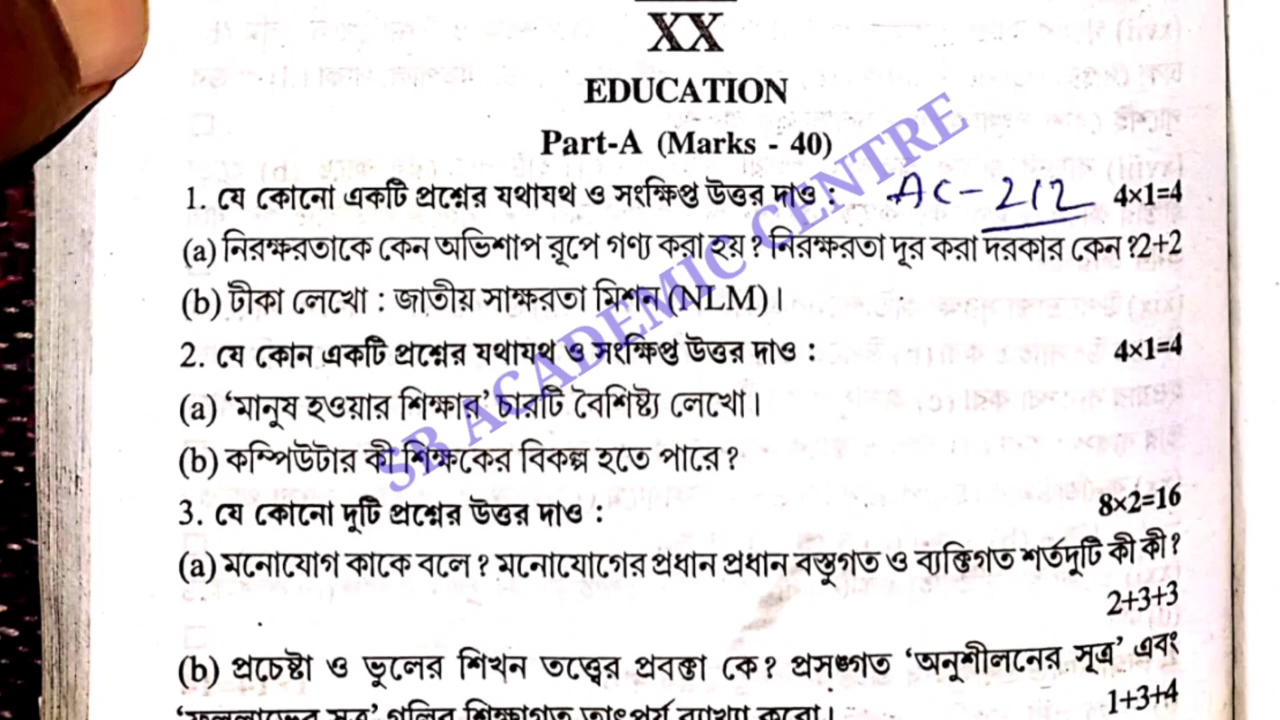 XX
EDUCATION
Part-A (Marks - 40)
1. যে কোনো একটি প্রশ্নের যথাযথ ও সংক্ষিপ্ত উত্তর দাও : AC-212 4×1=4
(a) নিরক্ষরতাকে কেন অভিশাপ রূপে গণ্য করা হয় ? নিরক্ষরতা দূর করা দরকার কেন ?2+2
(b) টীকা লেখো : জাতীয় সাক্ষরতা মিশন (NLM)।
2. যে কোন একটি প্রশ্নের যথাযথ ও সংক্ষিপ্ত উত্তর দাও : 4×1=4
(a) ‘মানুষ হওয়ার শিক্ষার’ চারটি বৈশিষ্ট্য লেখো।
(b) কম্পিউটার কী শিক্ষকের বিকল্প হতে পারে ?
3. যে কোনো দুটি প্রশ্নের উত্তর দাও : 8×2=16
(a) মনোযোগ কাকে বলে ? মনোযোগের প্রধান প্রধান বস্তুগত ও ব্যক্তিগত শর্তদুটি কী কী ?
2+3+3
(b) প্রচেষ্টা ও ভুলের শিখন তত্ত্বের প্রবক্তা কে? প্রসঙ্গত ‘অনুশীলনের সূত্র’ এবং
‘ফললাভের সূত্র’ গুলির শিক্ষাগত তাৎপর্য ব্যাখ্যা করো। 1+3+4
SB ACADEMIC CENTRE